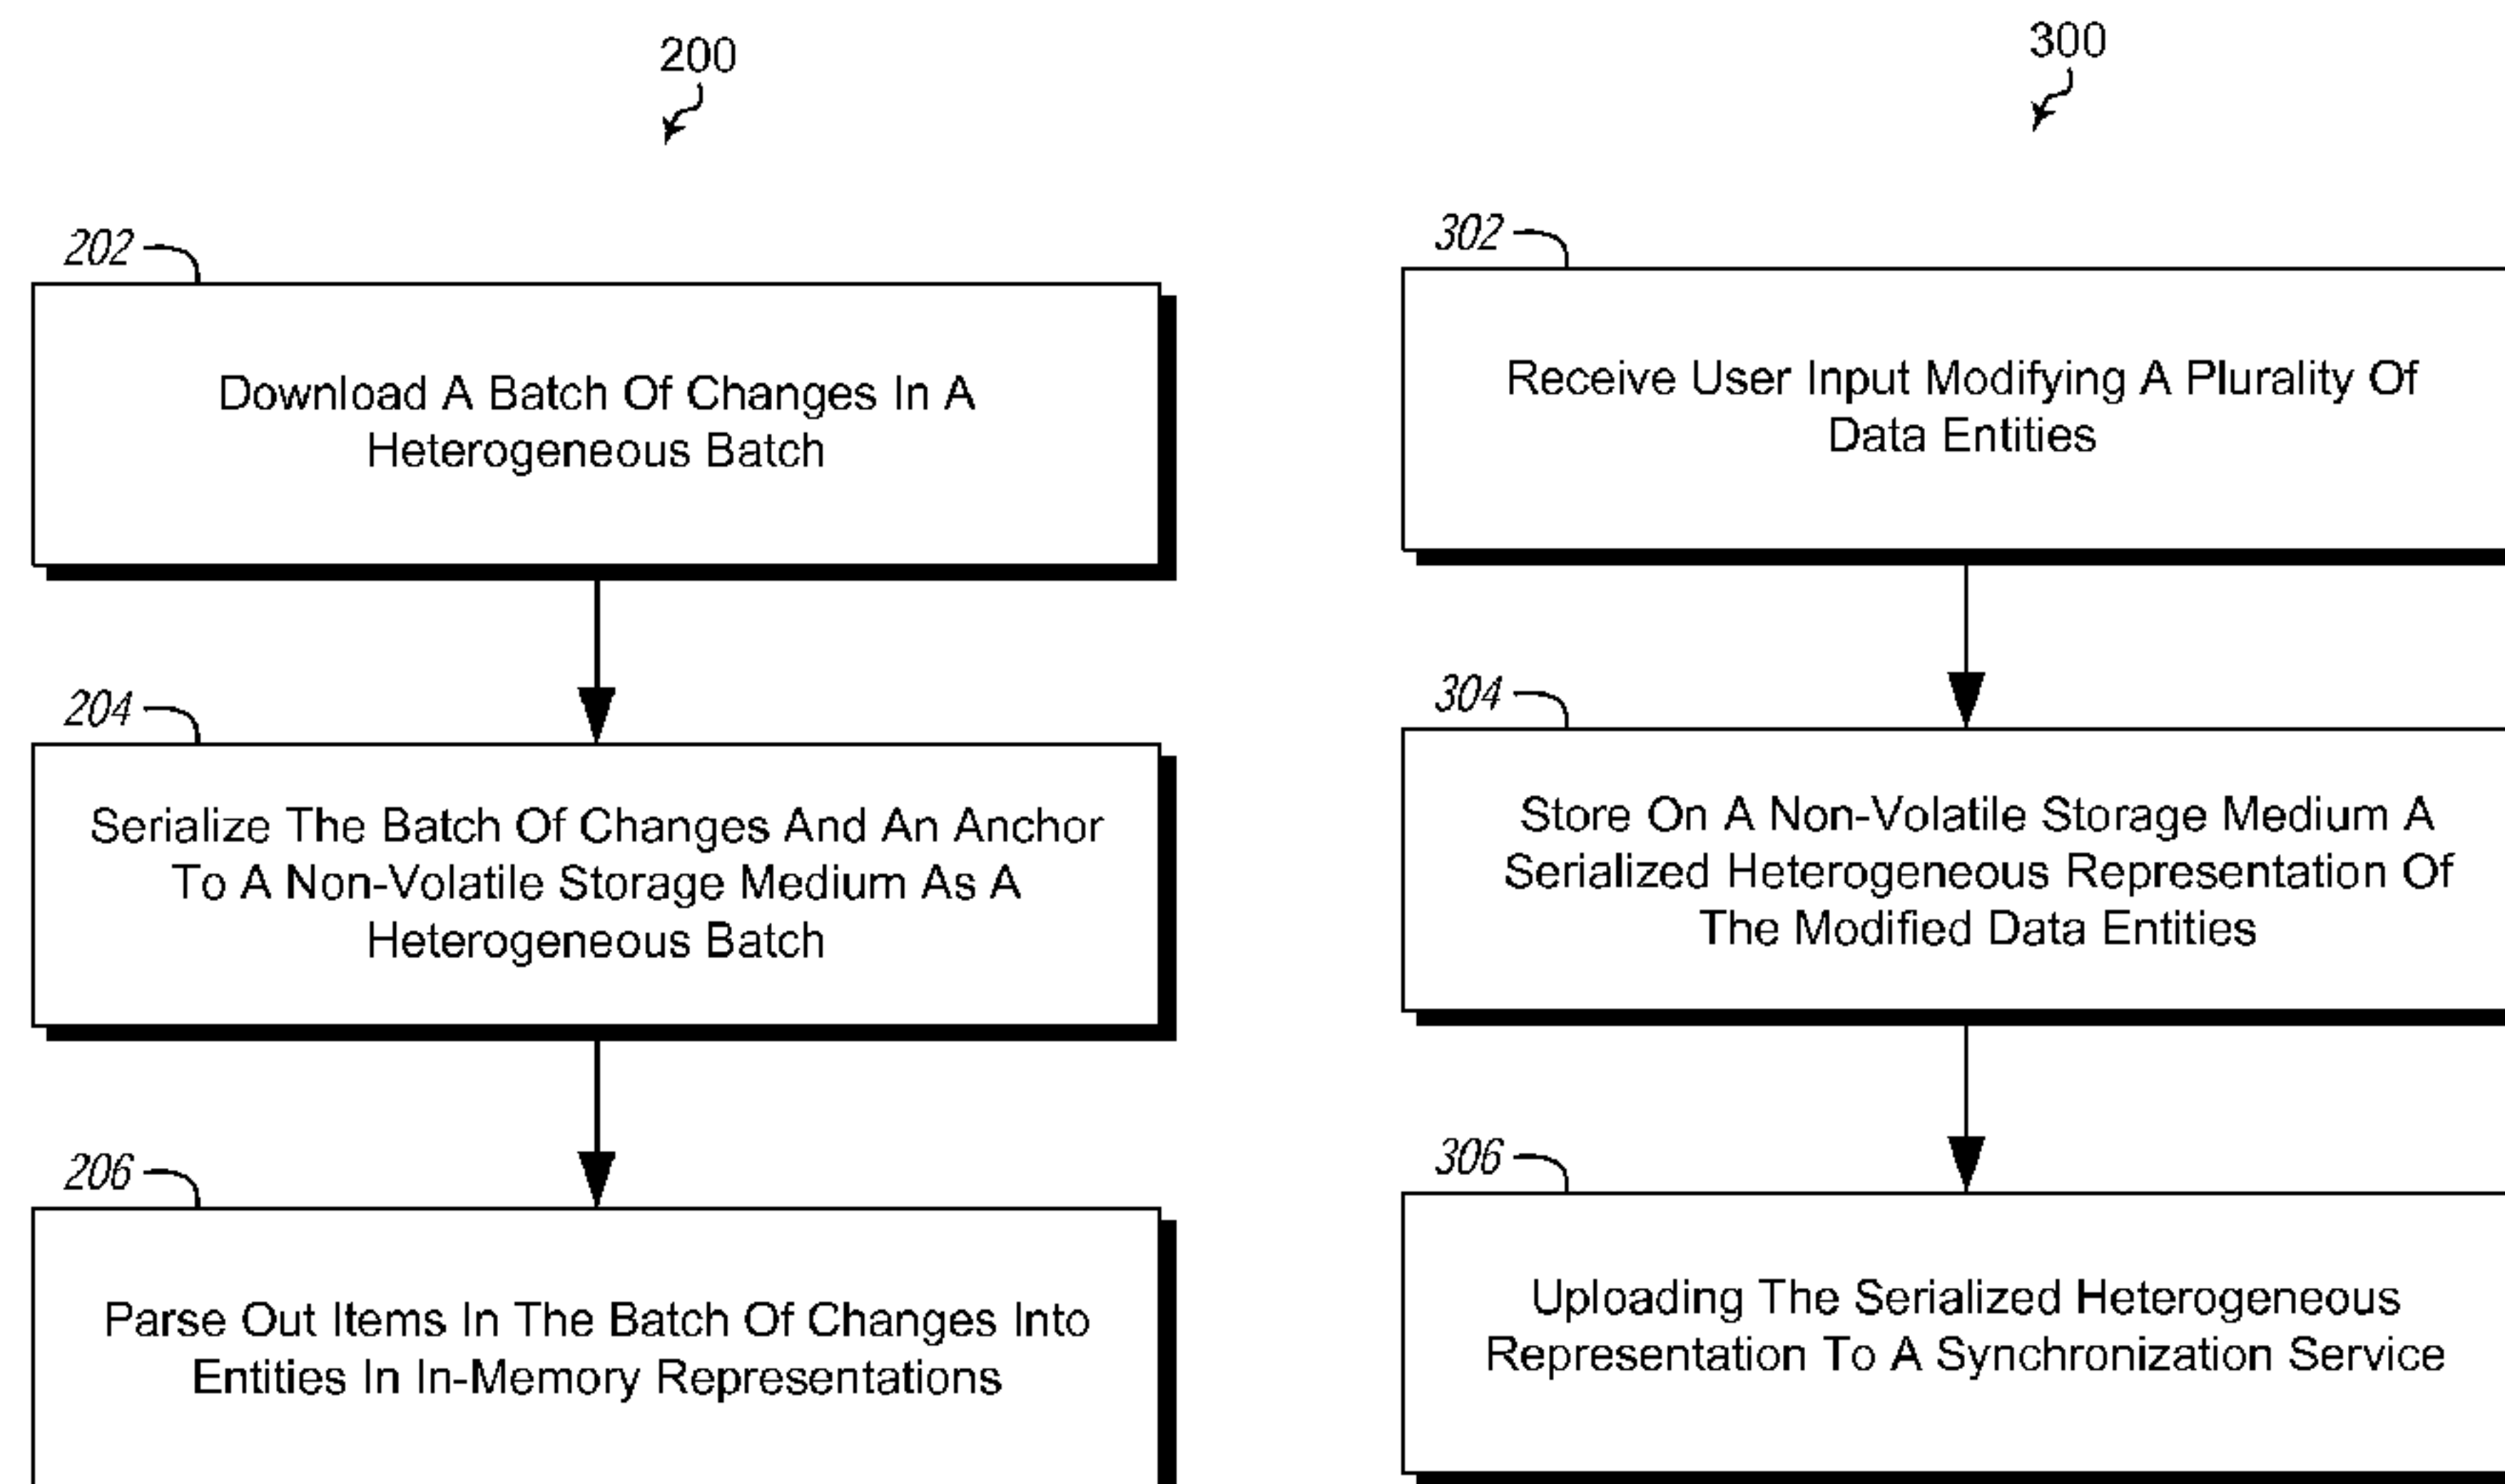 200
202
Download A Batch Of Changes In A
Heterogeneous Batch
204
Serialize The Batch Of Changes And An Anchor
To A Non-Volatile Storage Medium As A
Heterogeneous Batch
206
Parse Out Items In The Batch Of Changes Into
Entities In In-Memory Representations
300
302
Receive User Input Modifying A Plurality Of
Data Entities
304
Store On A Non-Volatile Storage Medium A
Serialized Heterogeneous Representation Of
The Modified Data Entities
306
Uploading The Serialized Heterogeneous
Representation To A Synchronization Service